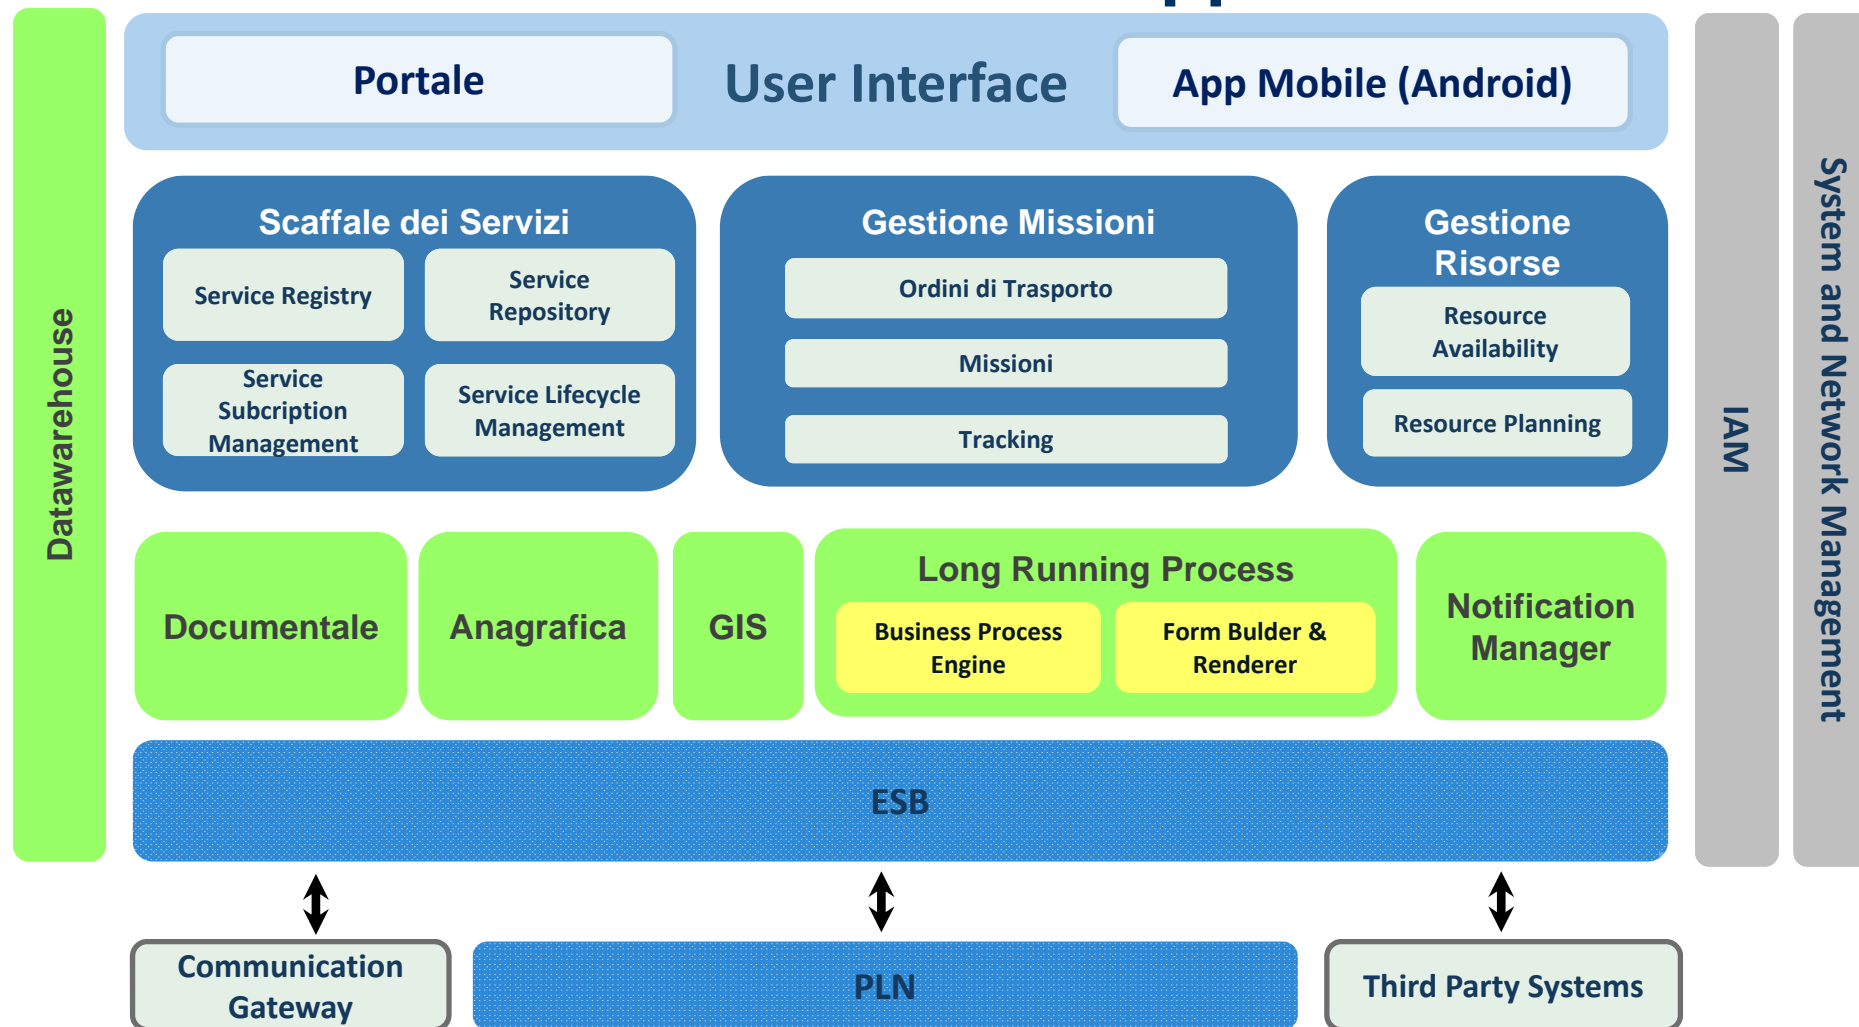 Portale
User Interface
App Mobile (Android)
Scaffale dei Servizi
Service Registry
Service
Repository
Service
Subcription
Management
Service Lifecycle
Management
Gestione Missioni
Ordini di Trasporto
Missioni
Tracking
Gestione
Risorse
Resource
Availability
Resource Planning
Datawarehouse
IAM
System and Network Management
Documentale
Anagrafica
GIS
Long Running Process
Business Process
Engine
Form Bulder &
Renderer
Notification
Manager
ESB
Communication
Gateway
PLN
Third Party Systems